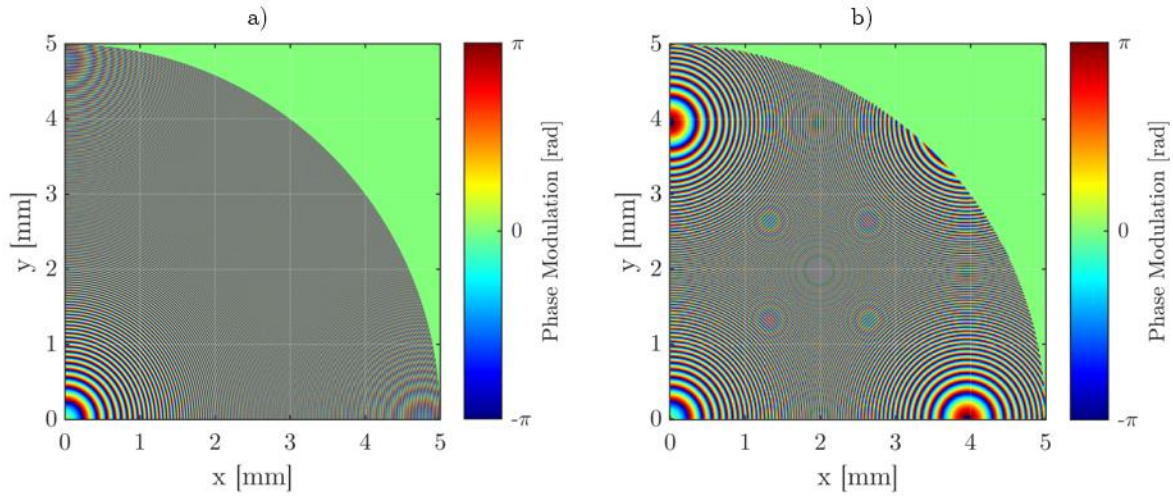 a)
5
4
3
2
1
0
y [mm]
0 1 2 3 4 5
x [mm]
π
0
-π
Phase Modulation [rad]
b)
5
4
3
2
1
0
y [mm]
0 1 2 3 4 5
x [mm]
π
0
-π
Phase Modulation [rad]